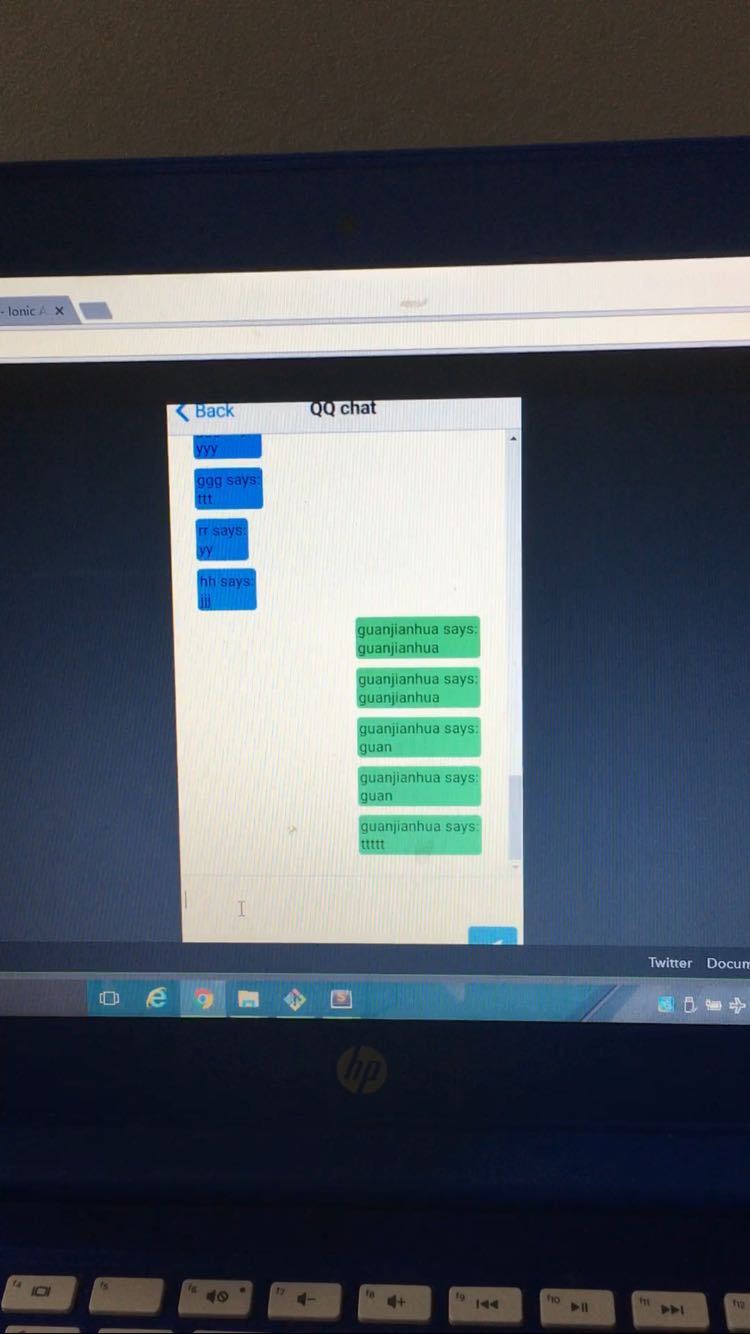 - Ionic A
Back
QQ chat
yyy
ggg says:
ttt
rr says:
yy
hh says:
jjj
guanjianhua says:
guanjianhua
guanjianhua says:
guanjianhua
guanjianhua says:
guan
guanjianhua says:
guan
guanjianhua says:
ttttt
Twitter Docum
hp
f4
f5
f6
f7
f8
f9
f10
f11
f12